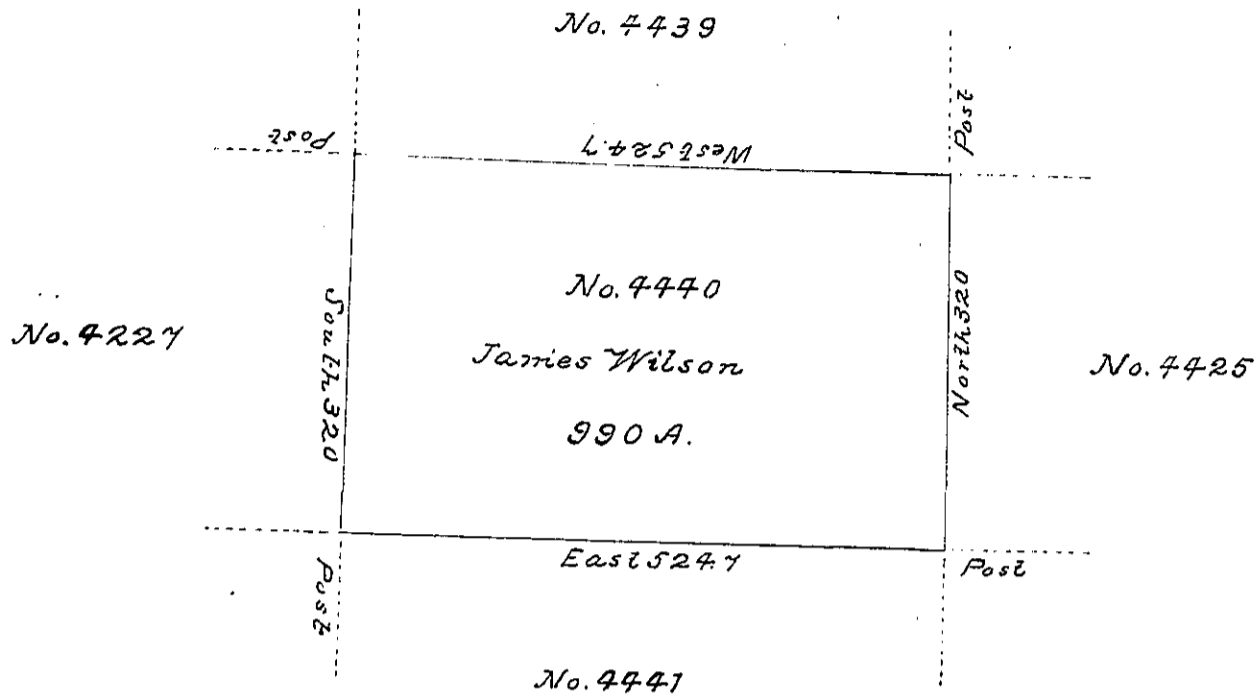 No. 4439
Post
Post
West 524.7
No. 4440
James Wilson
990 A.
South 320
North 320
No. 4227
No. 4425
East 524.7
Post
Post
No. 4441